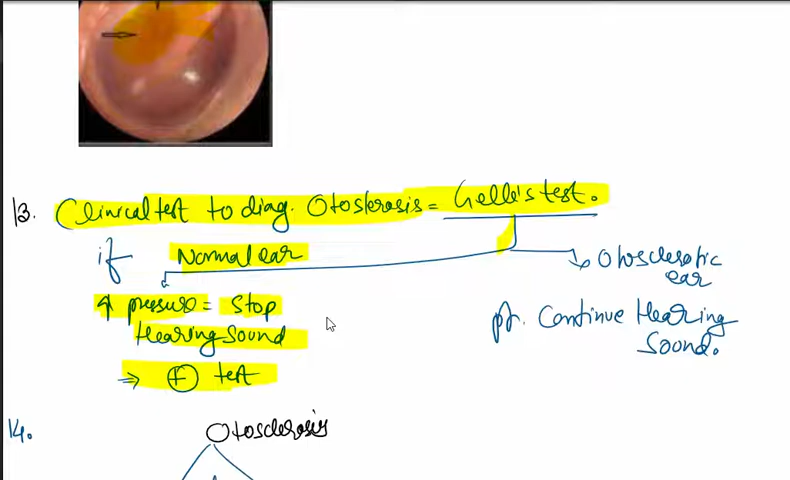 13. Clinical test to diag. Otoslerosis = Gelle's test.
if Normal ear
↑ pressure = Stop
Hearing Sound
⇒ + test
Otosclerotic
ear
pt. Continue Hearing
Sound.
14. Otosclerosis